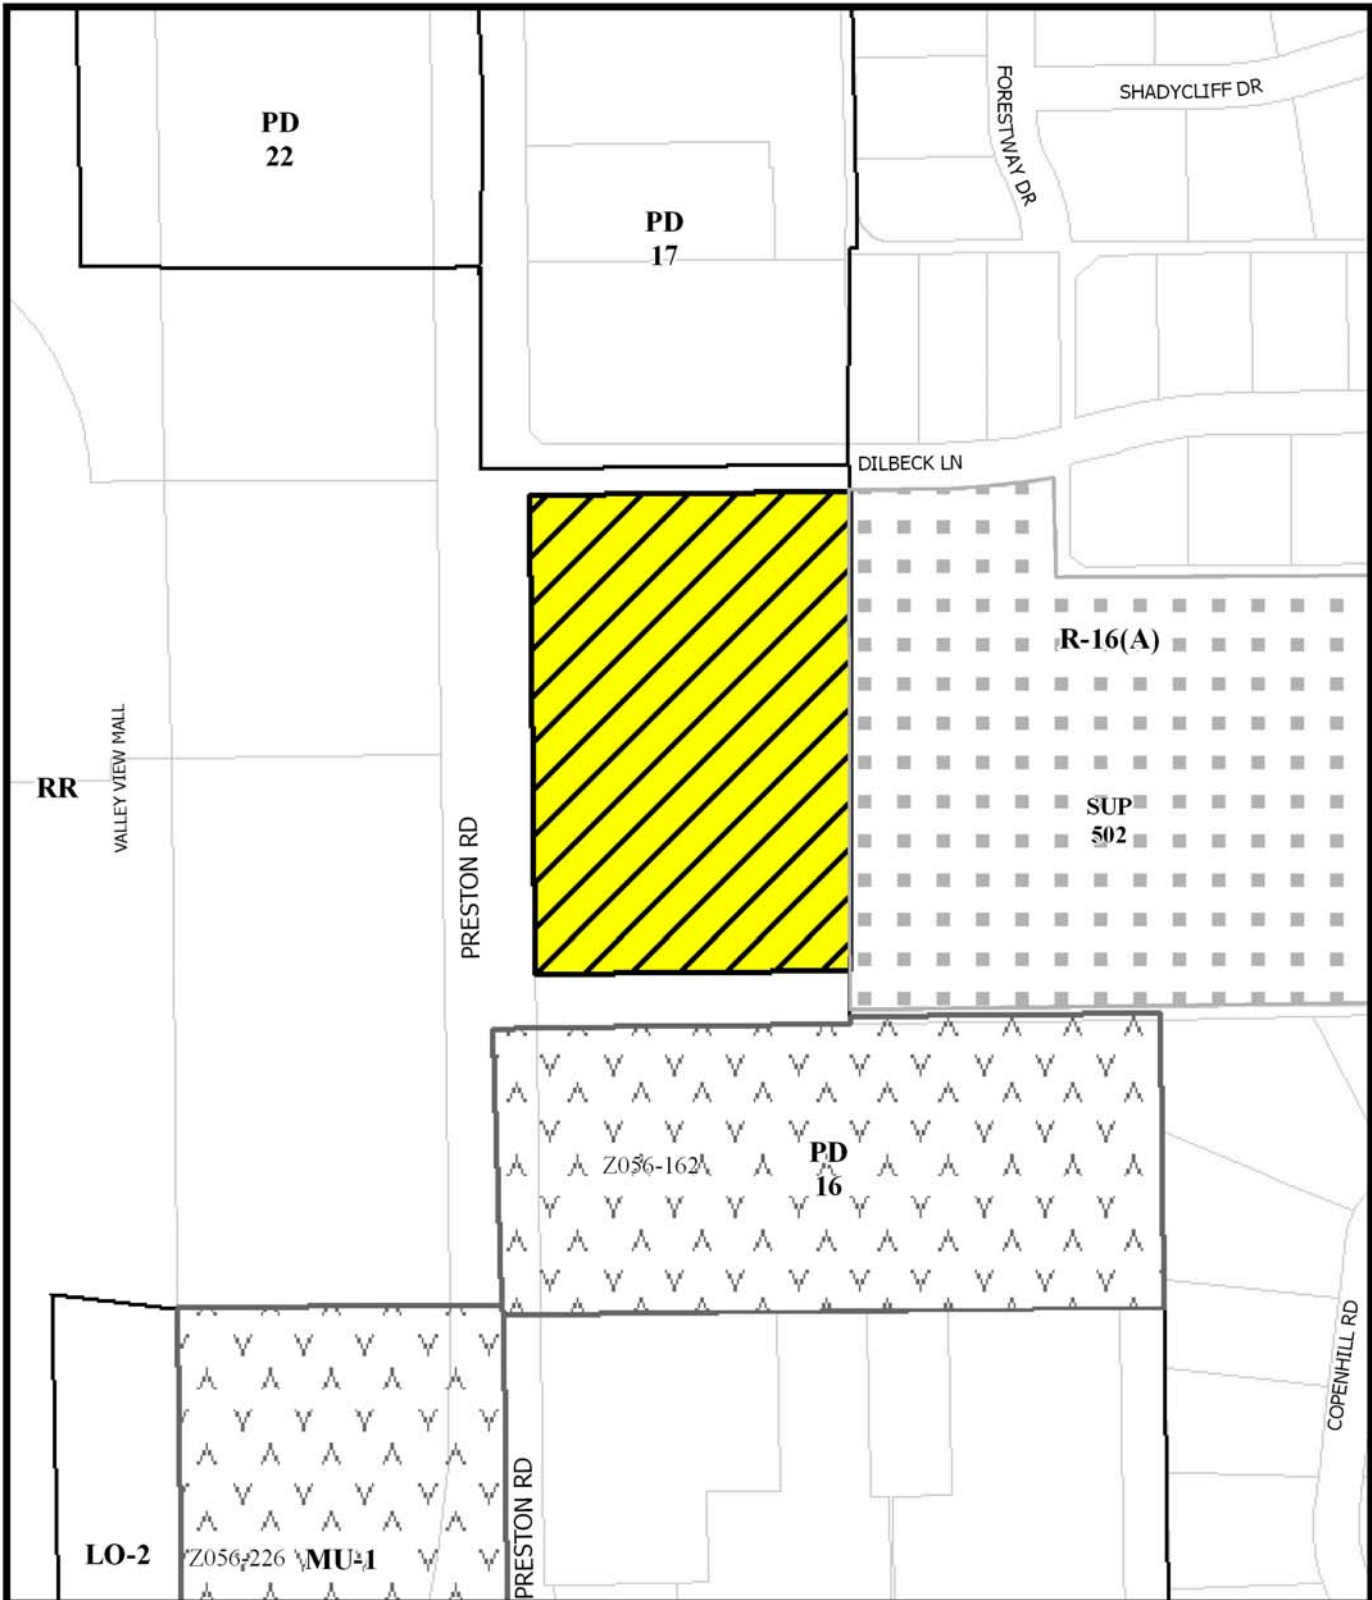 SHADYCLIFF DR
FORESTWAY DR
PD
22
PD
17
DILBECK LN
R-16(A)
VALLEY VIEW MALL
RR
SUP
502
PRESTON RD
Z056-162
PD
16
COPENHILL RD
PRESTON RD
LO-2
Z056-226
MU-1